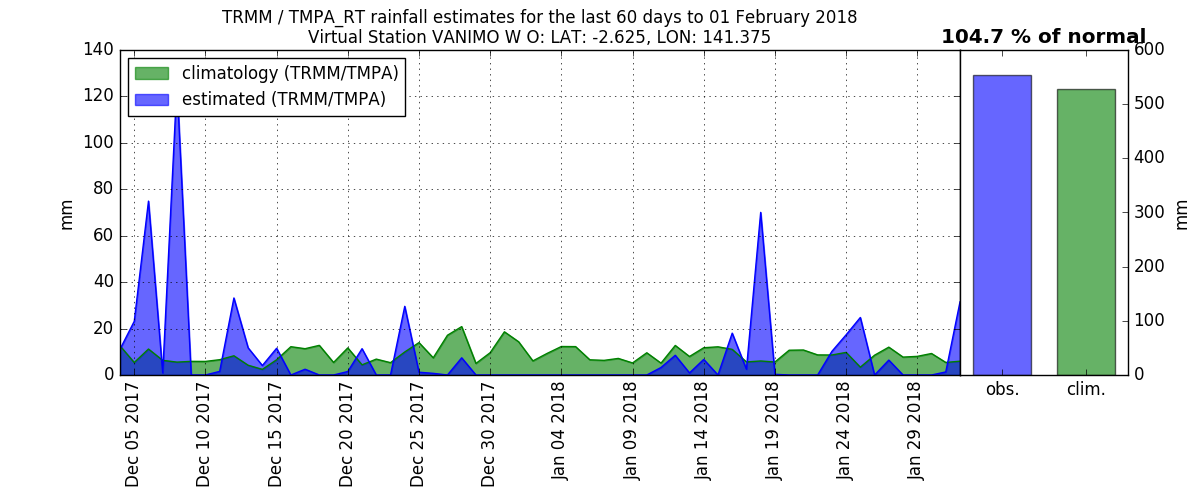 TRMM / TMPA_RT rainfall estimates for the last 60 days to 01 February 2018
Virtual Station VANIMO W O: LAT: -2.625, LON: 141.375
104.7 % of normal
climatology (TRMM/TMPA)
estimated (TRMM/TMPA)
140
120
100
80
60
40
20
0
mm
Dec 05 2017
Dec 10 2017
Dec 15 2017
Dec 20 2017
Dec 25 2017
Dec 30 2017
Jan 04 2018
Jan 09 2018
Jan 14 2018
Jan 19 2018
Jan 24 2018
Jan 29 2018
obs.
clim.
600
500
400
300
200
100
0
mm